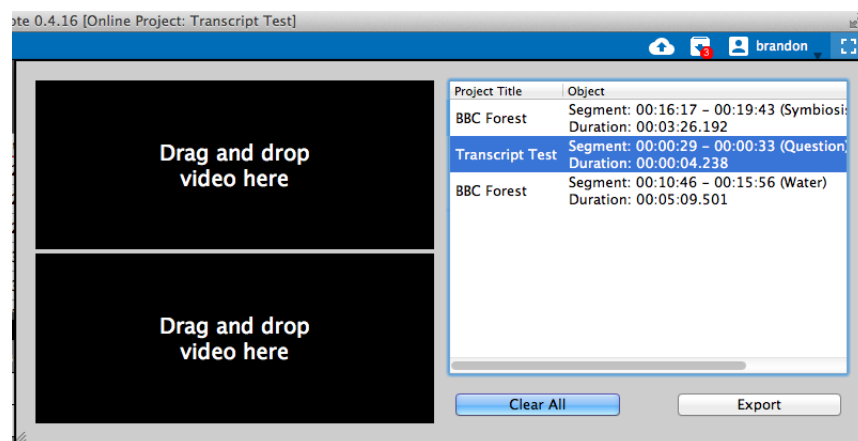 ote 0.4.16 [Online Project: Transcript Test]
3
brandon
Drag and drop
video here
Drag and drop
video here
Project Title Object
BBC Forest
Segment: 00:16:17 – 00:19:43 (Symbiosis
Duration: 00:03:26.192
Transcript Test
Segment: 00:00:29 – 00:00:33 (Question)
Duration: 00:00:04.238
BBC Forest
Segment: 00:10:46 – 00:15:56 (Water)
Duration: 00:05:09.501
Clear All
Export